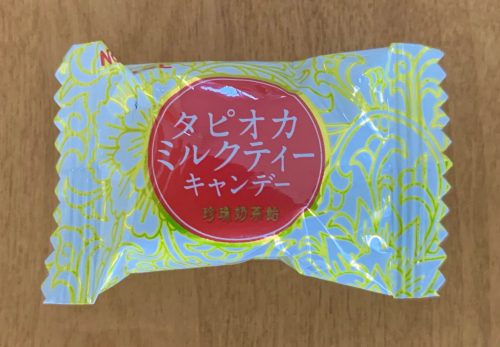 タピオカ
ミルクティー
キャンデー
珍珠奶茶飴